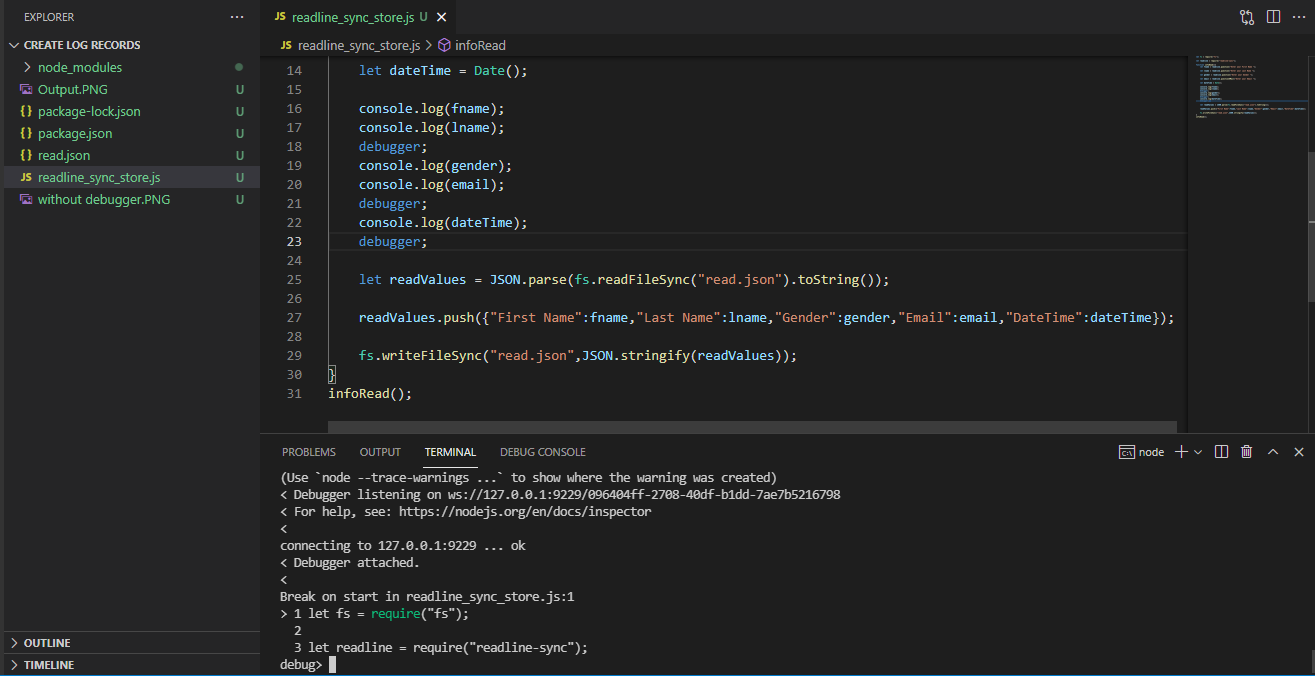 EXPLORER
CREATE LOG RECORDS
node_modules
Output.PNG U
package-lock.json U
package.json U
read.json U
JS readline_sync_store.js U
without debugger.PNG U
OUTLINE
TIMELINE
JS readline_sync_store.js U
JS readline_sync_store.js > infoRead
14 let dateTime = Date();
15
16 console.log(fname);
17 console.log(lname);
18 debugger;
19 console.log(gender);
20 console.log(email);
21 debugger;
22 console.log(dateTime);
23 debugger;
24
25 let readValues = JSON.parse(fs.readFileSync("read.json").toString());
26
27 readValues.push({"First Name":fname,"Last Name":lname,"Gender":gender,"Email":email,"DateTime":dateTime});
28
29 fs.writeFileSync("read.json",JSON.stringify(readValues));
30 }
31 infoRead();
PROBLEMS OUTPUT TERMINAL DEBUG CONSOLE node
(Use `node --trace-warnings ...` to show where the warning was created)
< Debugger listening on ws://127.0.0.1:9229/096404ff-2708-40df-b1dd-7ae7b5216798
< For help, see: https://nodejs.org/en/docs/inspector
<
connecting to 127.0.0.1:9229 ... ok
< Debugger attached.
<
Break on start in readline_sync_store.js:1
> 1 let fs = require("fs");
2
3 let readline = require("readline-sync");
debug>